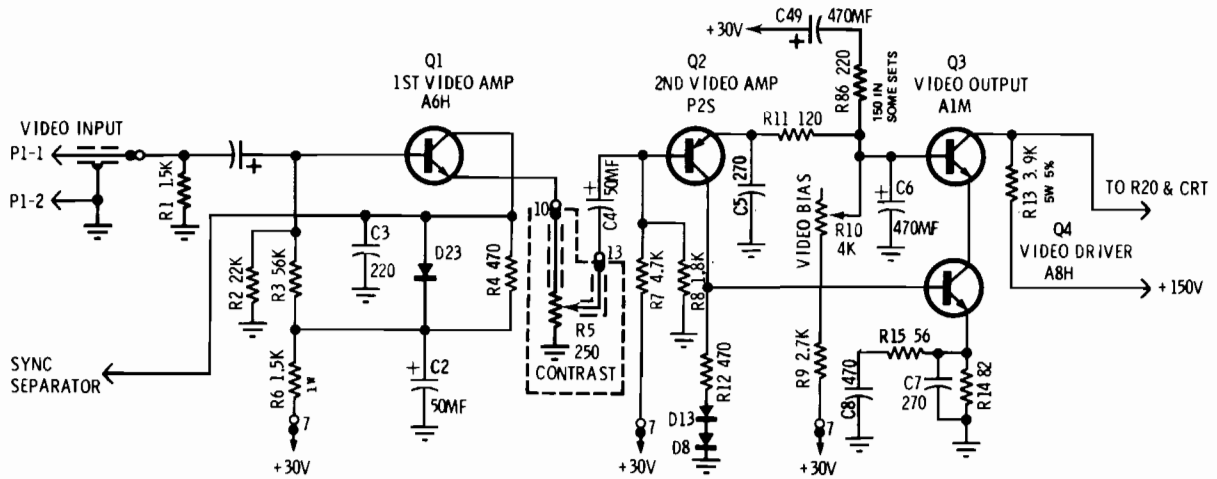 C49 470MF
+30V
+
R86 220
150 IN
SOME SETS
Q1
1ST VIDEO AMP
A6H
Q2
2ND VIDEO AMP
P2S
Q3
VIDEO OUTPUT
A1M
VIDEO INPUT
P1-1
P1-2
R1 1.5K
+
R11 120
270
C5
VIDEO BIAS
R10
4K
+
C6
470MF
R13 3.9K
5W 5%
TO R20 & CRT
Q4
VIDEO DRIVER
A8H
+150V
10
+
50MF
C4
13
C3
220
D23
R4 470
R2 22K
R3 56K
R7 4.7K
R8 1.8K
R5
250
CONTRAST
SYNC
SEPARATOR
R6 1.5K
1W
+
C2
50MF
R12 470
R9 2.7K
R15 56
470
C8
C7
270
R14 82
D13
D8
7
+30V
7
+30V
7
+30V